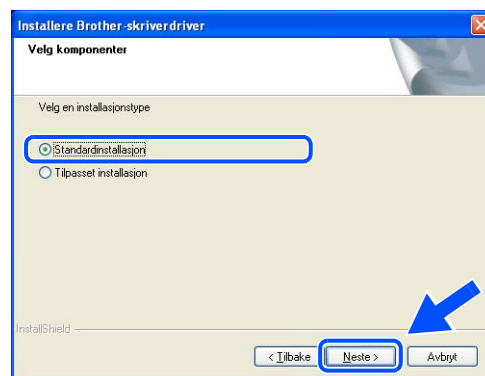 Installere Brother-skriverdriver
Velg komponenter
Velg en installasjonstype
Standardinstallasjon
Tilpasset installasjon
InstallShield
< Tilbake Neste > Avbryt